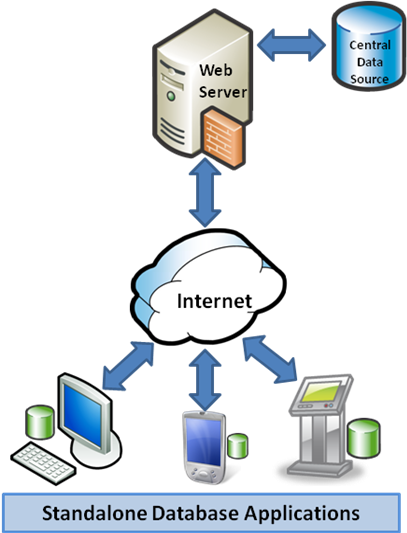 Web
Server
Central
Data
Source
Internet
Standalone Database Applications